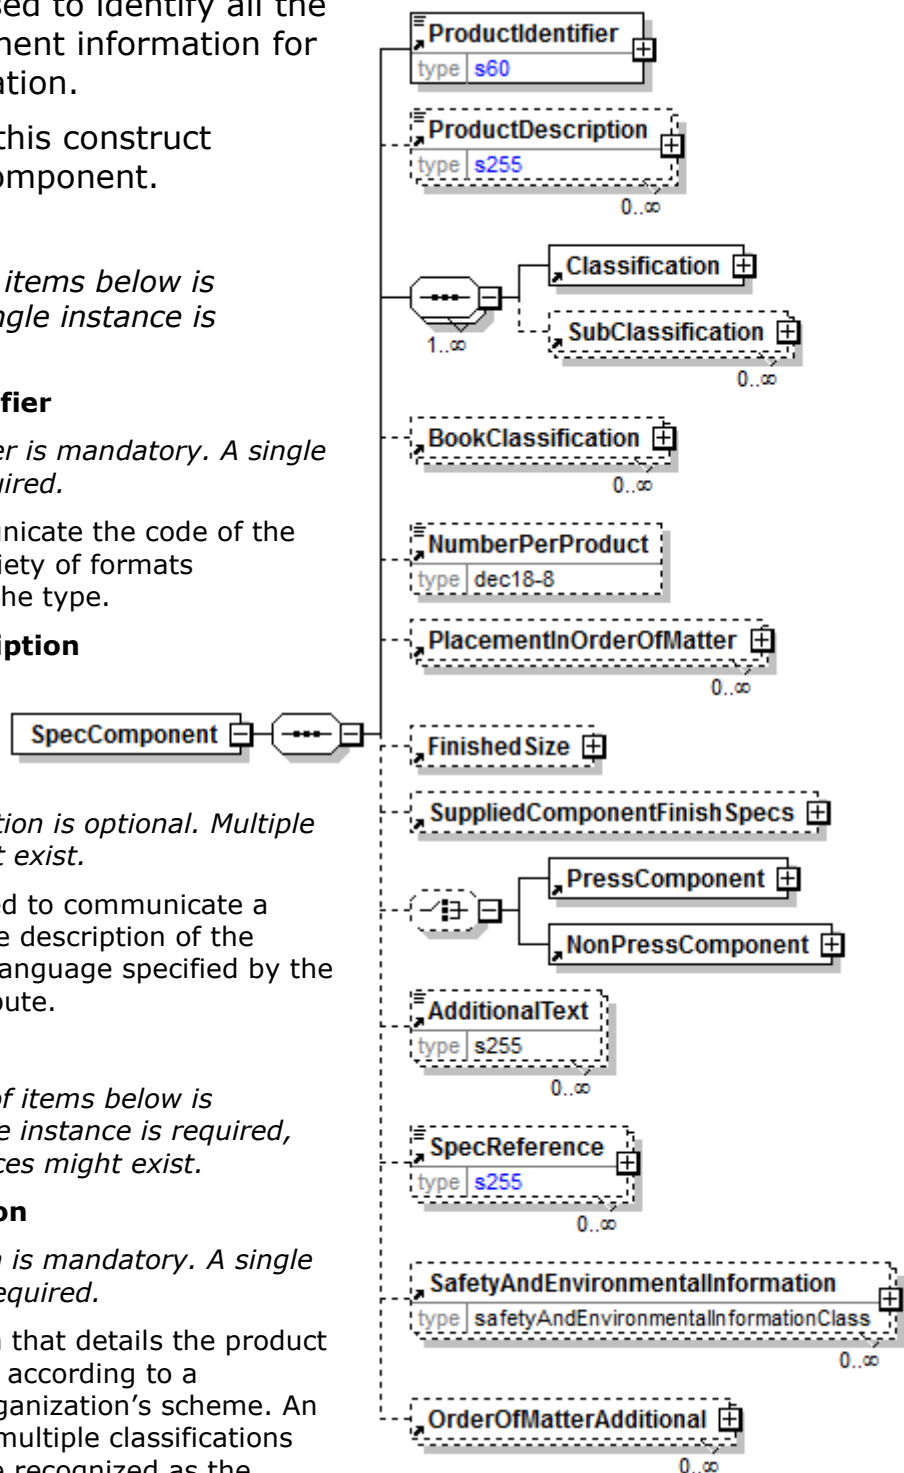 sed to identify all the
nent information for
ation.
this construct
omponent.
items below is
ngle instance is
fier
er is mandatory. A single
uired.
unicate the code of the
riety of formats
he type.
iption
tion is optional. Multiple
t exist.
ed to communicate a
e description of the
language specified by the
bute.
of items below is
e instance is required,
ces might exist.
on
n is mandatory. A single
equired.
n that details the product
according to a
ganization's scheme. An
multiple classifications
e recognized as the
SpecComponent
ProductIdentifier
type s60
ProductDescription
type s255
0..∞
1..∞
Classification
SubClassification
0..∞
BookClassification
0..∞
NumberPerProduct
type dec18-8
PlacementInOrderOfMatter
0..∞
FinishedSize
SuppliedComponentFinishSpecs
PressComponent
NonPressComponent
AdditionalText
type s255
0..∞
SpecReference
type s255
0..∞
SafetyAndEnvironmentalInformation
type safetyAndEnvironmentalInformationClass
0..∞
OrderOfMatterAdditional
0..∞